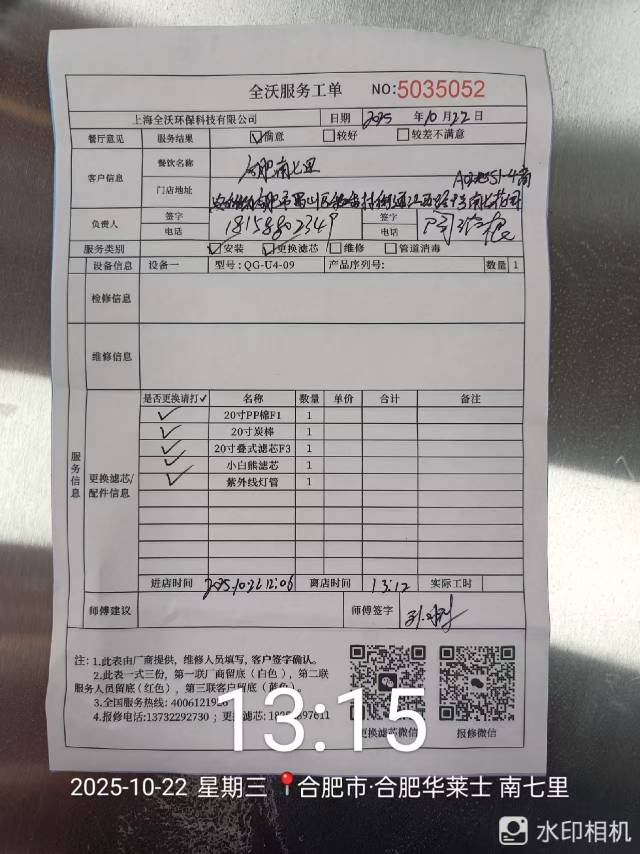 全沃服务工单 NO:5035052
上海全沃环保科技有限公司 日期 2025 年 10 月 22 日
餐厅意见 服务结果 ☑满意 □较好 □较差不满意
客户信息 餐饮名称 合肥南七里
门店地址
负责人 签字 电话 18158802349 签字 电话
服务类别 ☑安装 ☑更换滤芯 □维修 □管道消毒
设备信息 设备一 型号: QG-U4-09 产品序列号: 数量 1
检修信息
服务信息
维修信息
更换滤芯/配件信息
是否更换请打✓ 名称 数量 单价 合计 备注
✓ 20寸PP棉F1 1
✓ 20寸炭棒 1
✓ 20寸叠式滤芯F3 1
✓ 小白熊滤芯 1
✓ 紫外线灯管 1
进店时间 2025.10.22 12:06 离店时间 13:12 实际工时
师傅建议 师傅签字
注: 1.此表由厂商提供，维修人员填写，客户签字确认。
2.此表一式三份，第一联厂商留底(白色)，第二联
服务人员留底(红色)，第三联客户留底(蓝色)。
3.全国服务热线: 4006121
4.报修电话:13732292730 ; 更换滤芯:
更换滤芯微信 报修微信
13:15
2025-10-22 星期三 📍合肥市·合肥华莱士 南七里
水印相机